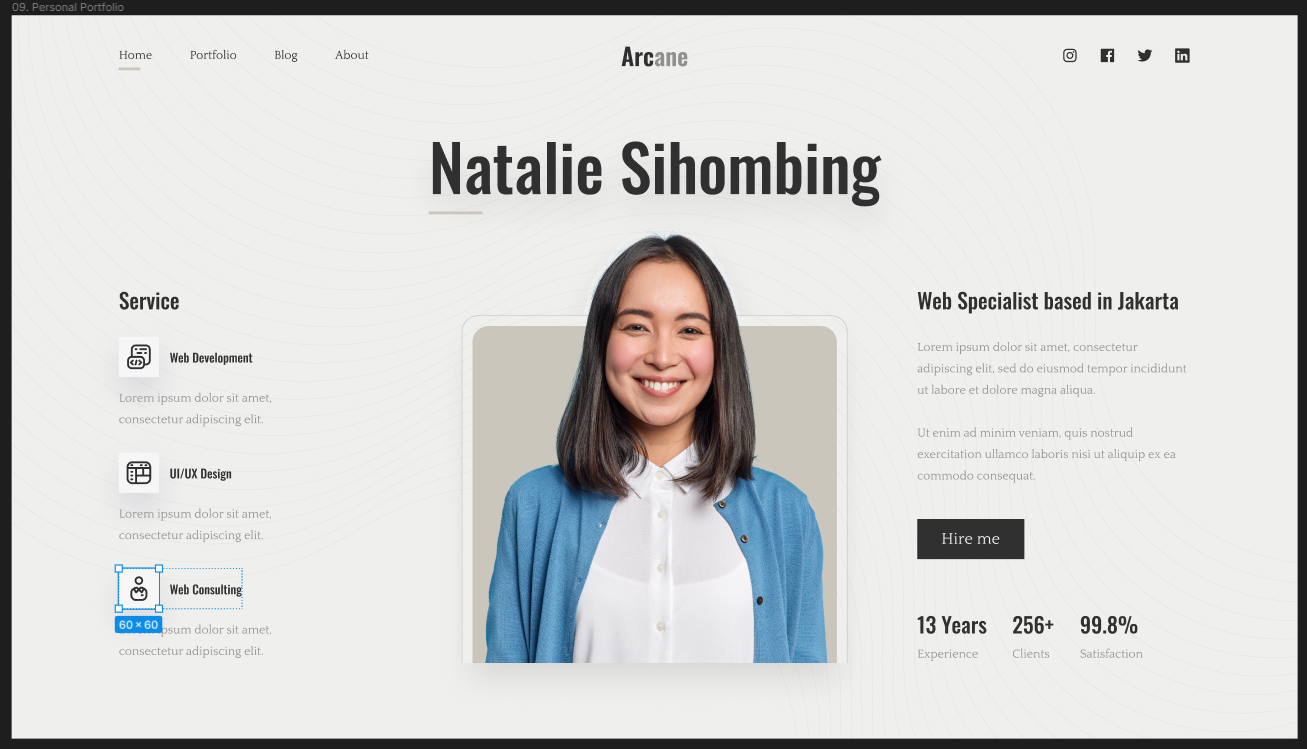 09. Personal Portfolio
Home Portfolio Blog About
Arcane
Natalie Sihombing
Service
Web Development
Lorem ipsum dolor sit amet,
consectetur adipiscing elit.
UI/UX Design
Lorem ipsum dolor sit amet,
consectetur adipiscing elit.
Web Consulting
60 × 60
psum dolor sit amet,
consectetur adipiscing elit.
Web Specialist based in Jakarta
Lorem ipsum dolor sit amet, consectetur
adipiscing elit, sed do eiusmod tempor incididunt
ut labore et dolore magna aliqua.
Ut enim ad minim veniam, quis nostrud
exercitation ullamco laboris nisi ut aliquip ex ea
commodo consequat.
Hire me
13 Years 256+ 99.8%
Experience Clients Satisfaction